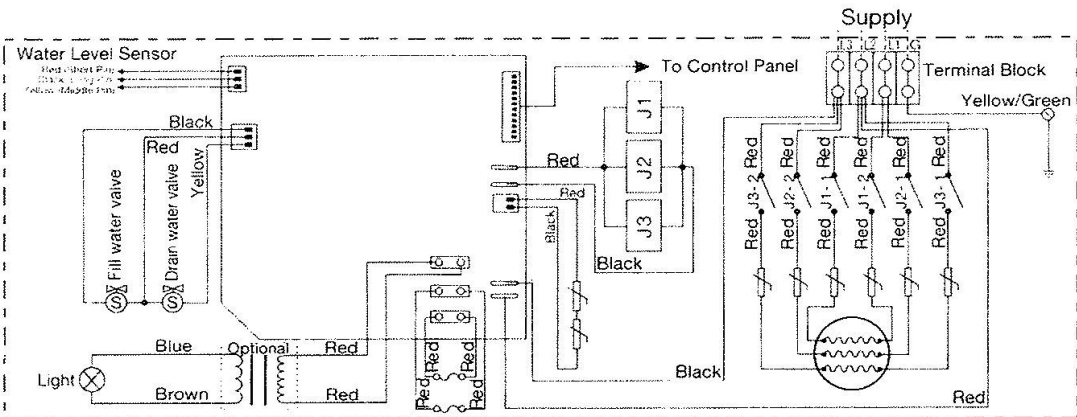 Supply
Water Level Sensor
L3 L2 L1 G
To Control Panel
Terminal Block
Yellow/Green
Black
Red
Yellow
Fill water valve
Drain water valve
J1
J2
J3
Red
Red
Black
Black
Red Red Red Red Red Red
J3-2 J2-2 J1-1 J1-2 J2-1 J3-1
Red Red Red Red Red Red
Blue
Optional
Red
Light
Brown
Red
Red Red
Red Red
Black
Red